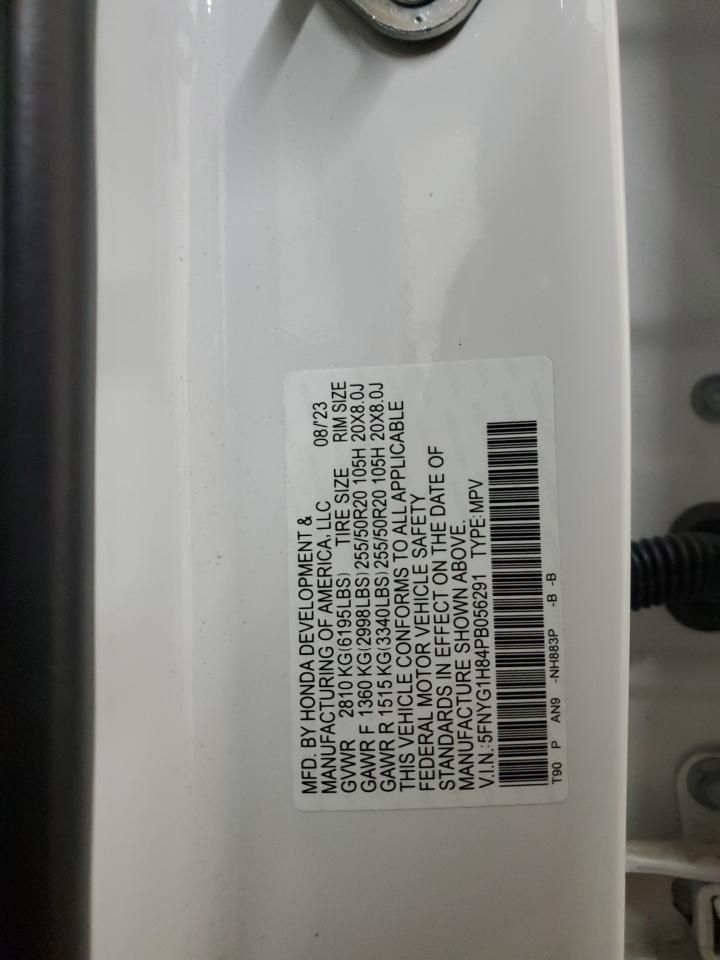 MFD. BY HONDA DEVELOPMENT &
MANUFACTURING OF AMERICA, LLC 08/'23
GVWR 2810 KG(6195LBS) TIRE SIZE RIM SIZE
GAWR F 1360 KG(2998LBS)255/50R20 105H 20X8.0J
GAWR R 1515 KG(3340LBS)255/50R20 105H 20X8.0J
THIS VEHICLE CONFORMS TO ALL APPLICABLE
FEDERAL MOTOR VEHICLE SAFETY
STANDARDS IN EFFECT ON THE DATE OF
MANUFACTURE SHOWN ABOVE.
V.I.N.:5FNYG1H84PB056291 TYPE:MPV
T90 P AN9 -NH883P -B -B